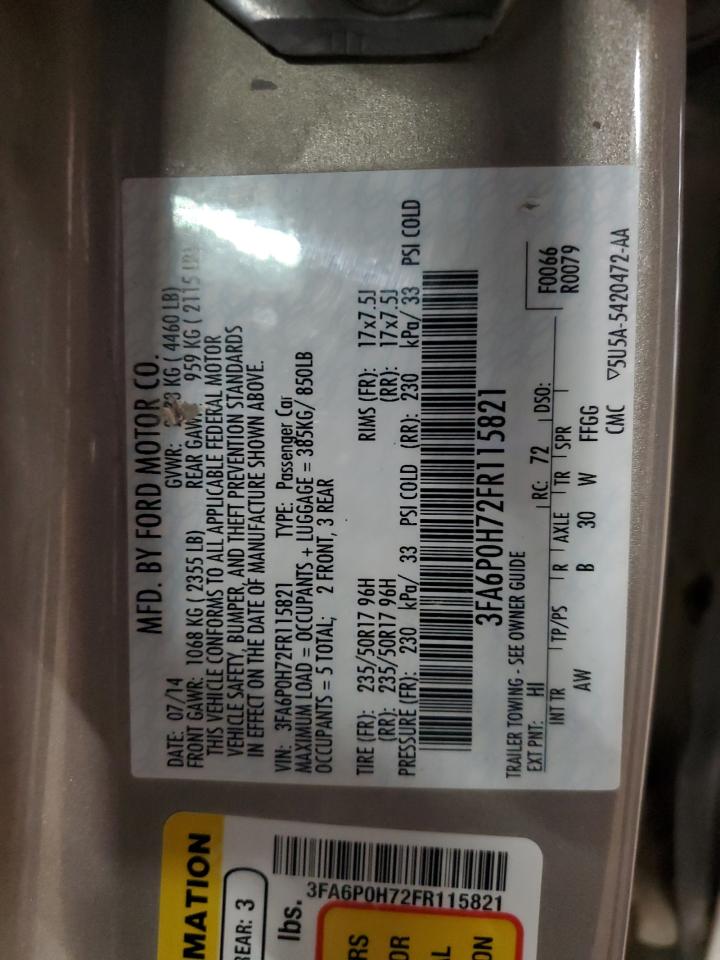 MFD. BY FORD MOTOR CO.
DATE: 07/14 GVWR: KG ( 4460 LB)
FRONT GAWR: 1068 KG ( 2355 LB) REAR GAWR: 959 KG ( 2115 LB)
THIS VEHICLE CONFORMS TO ALL APPLICABLE FEDERAL MOTOR
VEHICLE SAFETY, BUMPER, AND THEFT PREVENTION STANDARDS
IN EFFECT ON THE DATE OF MANUFACTURE SHOWN ABOVE.
VIN: 3FA6P0H72FR115821 TYPE: Passenger Car
MAXIMUM LOAD = OCCUPANTS + LUGGAGE = 385KG/ 850LB
OCCUPANTS = 5 TOTAL; 2 FRONT, 3 REAR
TIRE (FR): 235/50R17 96H RIMS (FR): 17x7.5J
(RR): 235/50R17 96H (RR): 17x7.5J
PRESSURE (FR): 230 kPa/ 33 PSI COLD (RR): 230 kPa/ 33 PSI COLD
3FA6P0H72FR115821
TRAILER TOWING - SEE OWNER GUIDE
EXT PNT: HI RC: 72 DSO: F0066
R0079
INT TR TP/PS R AXLE TR SPR
AW B 30 W FFGG
CMC ▽5U5A-5420472-AA
MATION
REAR: 3
lbs.
3FA6P0H72FR115821
RS
OR
AL
ON